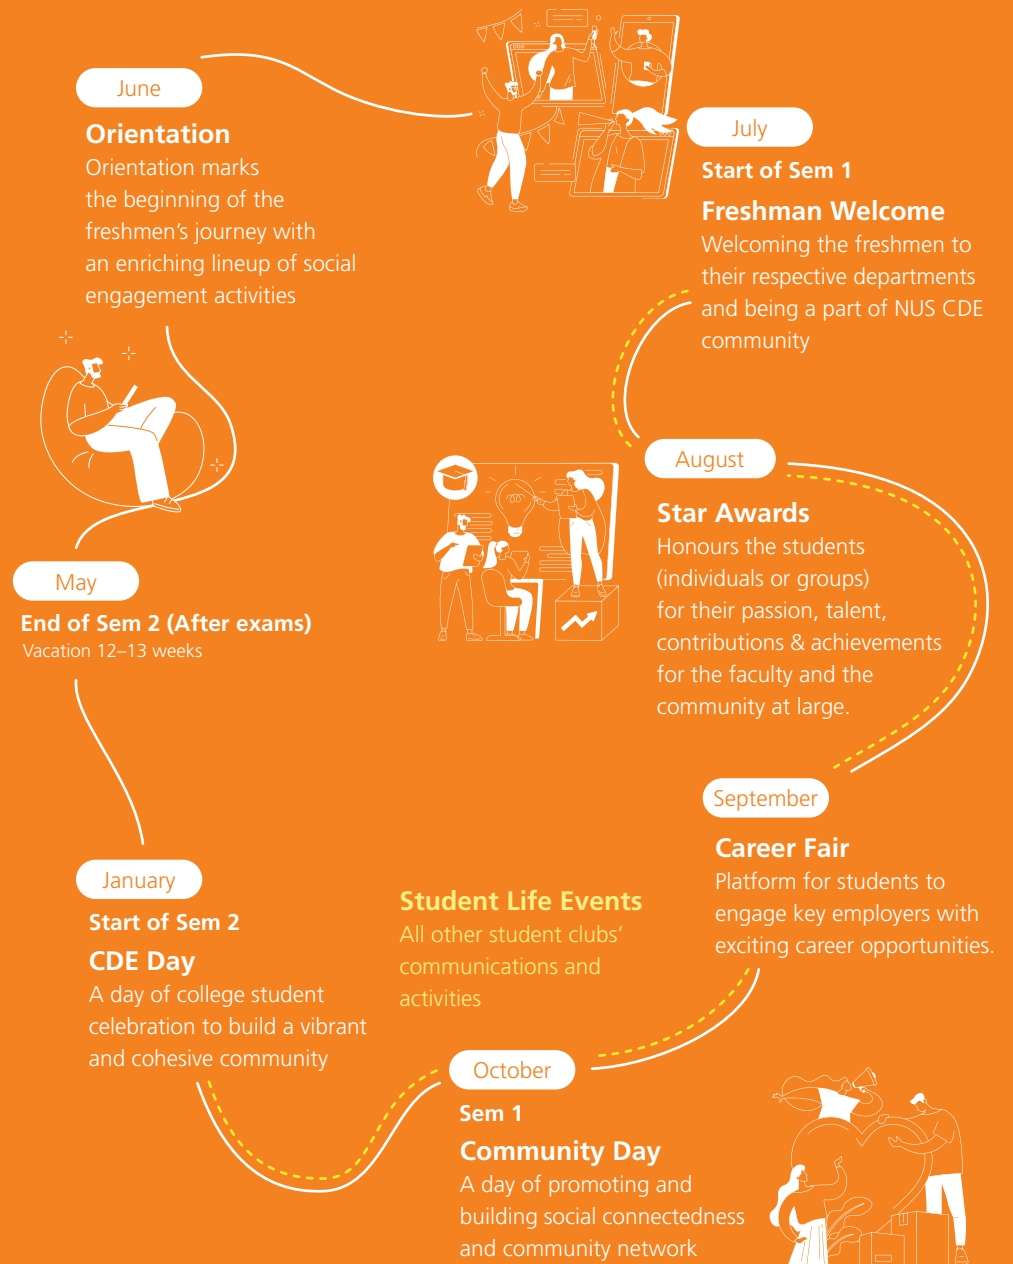 June
Orientation
Orientation marks
the beginning of the
freshmen's journey with
an enriching lineup of social
engagement activities
July
Start of Sem 1
Freshman Welcome
Welcoming the freshmen to
their respective departments
and being a part of NUS CDE
community
August
Star Awards
Honours the students
(individuals or groups)
for their passion, talent,
contributions & achievements
for the faculty and the
community at large.
September
Career Fair
Platform for students to
engage key employers with
exciting career opportunities.
October
Sem 1
Community Day
A day of promoting and
building social connectedness
and community network
Student Life Events
All other student clubs'
communications and
activities
January
Start of Sem 2
CDE Day
A day of college student
celebration to build a vibrant
and cohesive community
May
End of Sem 2 (After exams)
Vacation 12–13 weeks